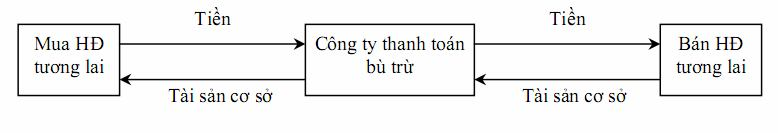 Tiền
Tiền
Mua HĐ
tương lai
Công ty thanh toán
bù trừ
Bán HĐ
tương lai
Tài sản cơ sở
Tài sản cơ sở